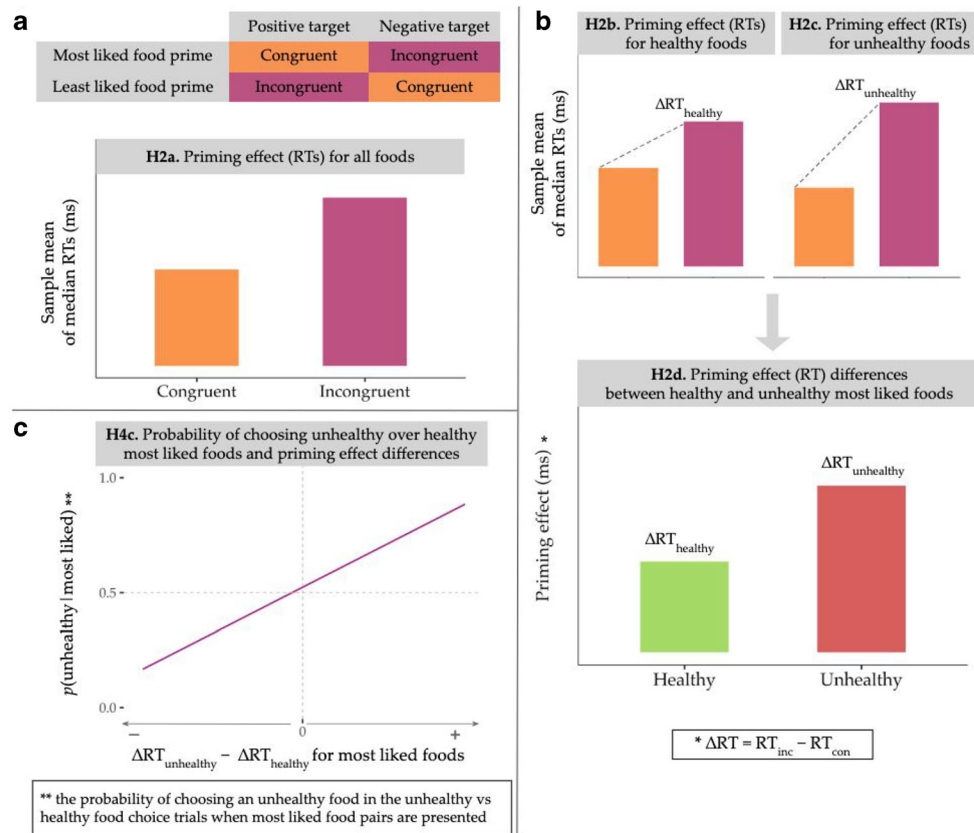 a
Positive target Negative target
Most liked food prime Congruent Incongruent
Least liked food prime Incongruent Congruent
H2a. Priming effect (RTs) for all foods
Sample mean
of median RTs (ms)
Congruent Incongruent
b
H2b. Priming effect (RTs)
for healthy foods
H2c. Priming effect (RTs)
for unhealthy foods
Sample mean
of median RTs (ms)
ΔRThealthy
ΔRTunhealthy
H2d. Priming effect (RT) differences
between healthy and unhealthy most liked foods
Priming effect (ms) *
ΔRThealthy
ΔRTunhealthy
Healthy Unhealthy
* ΔRT = RTinc − RTcon
c
H4c. Probability of choosing unhealthy over healthy
most liked foods and priming effect differences
p(unhealthy | most liked) **
1.0
0.5
0.0
− 0 +
ΔRTunhealthy − ΔRThealthy for most liked foods
** the probability of choosing an unhealthy food in the unhealthy vs
healthy food choice trials when most liked food pairs are presented